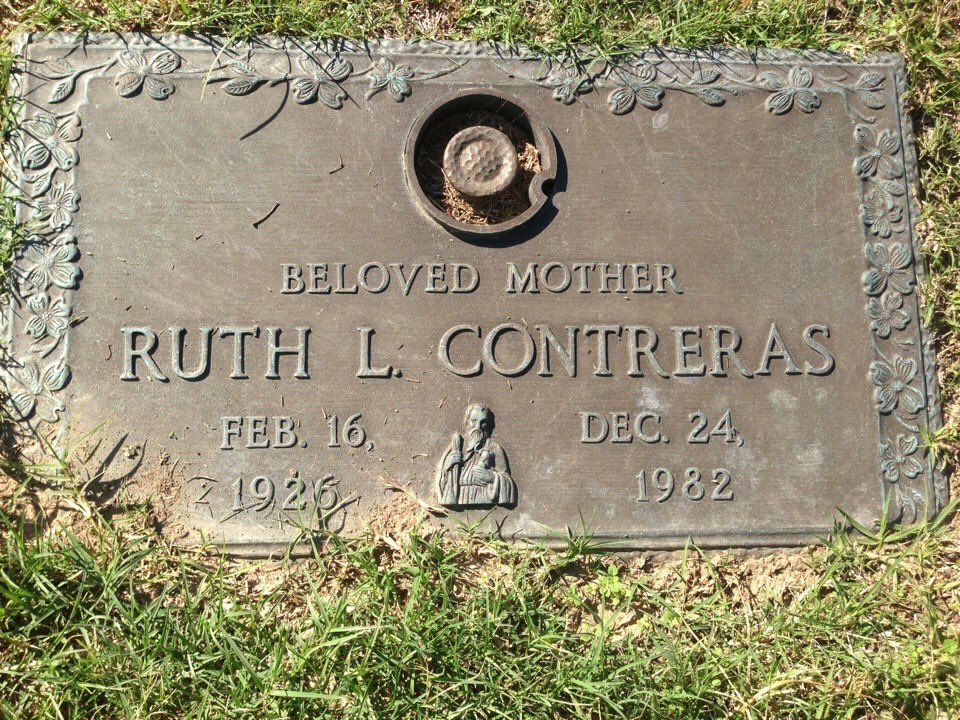 BELOVED MOTHER
RUTH L. CONTRERAS
FEB. 16, DEC. 24,
1926 1982